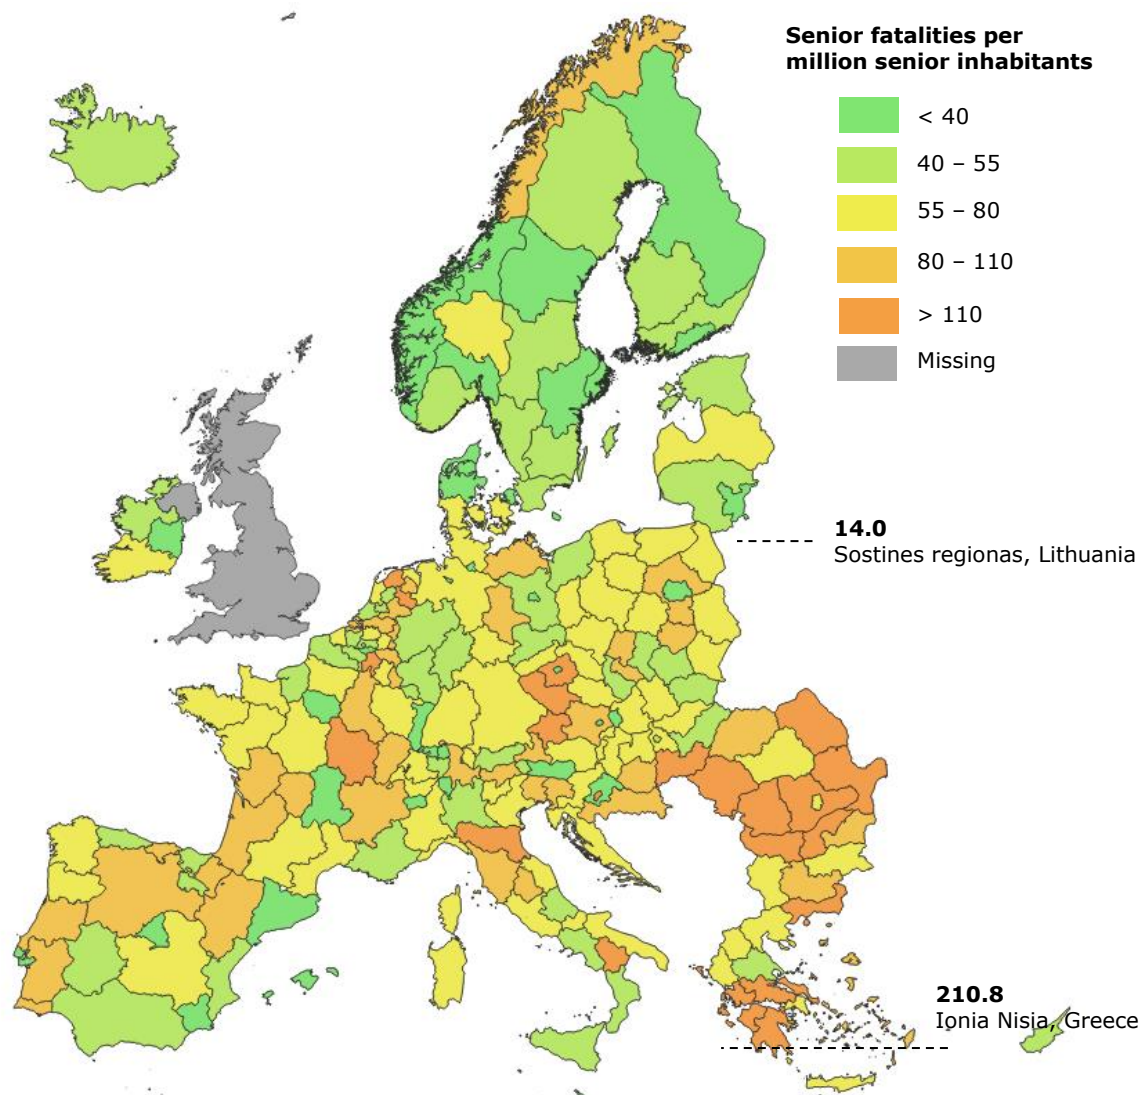 Senior fatalities per
million senior inhabitants
< 40
40 – 55
55 – 80
80 – 110
> 110
Missing
14.0
Sostines regionas, Lithuania
210.8
Ionia Nisia, Greece